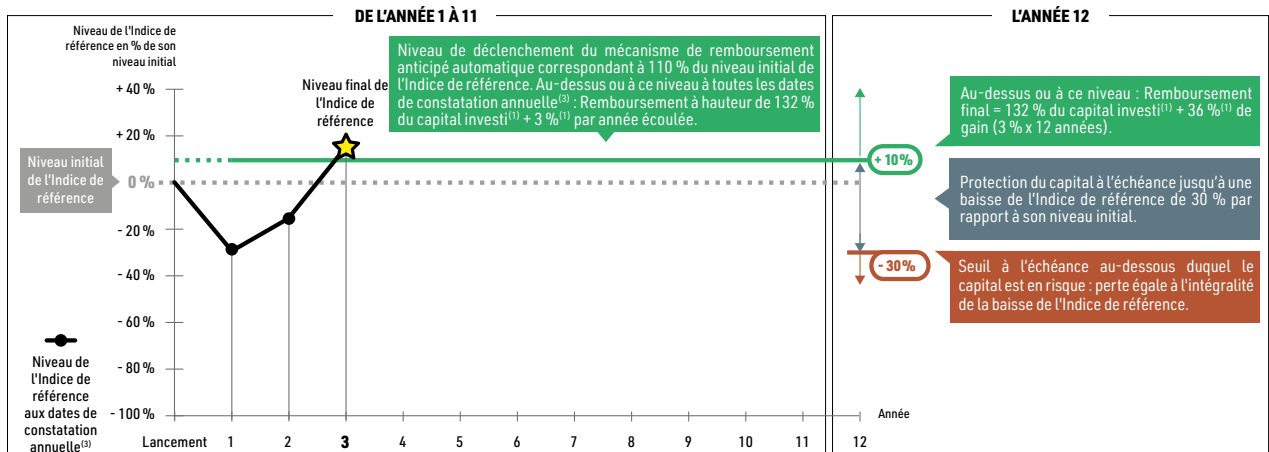 DE L'ANNÉE 1 À 11
L'ANNÉE 12
Niveau de l'Indice de
référence en % de son
niveau initial
+ 40 %
+ 20 %
0 %
- 20 %
- 40 %
- 60 %
- 80 %
- 100 %
Niveau initial
de l'Indice de
référence
Niveau final de
l'Indice de
référence
Niveau de déclenchement du mécanisme de remboursement
anticipé automatique correspondant à 110 % du niveau initial de
l'Indice de référence. Au-dessus ou à ce niveau à toutes les dates
de constatation annuelle(3) : Remboursement à hauteur de 132 %
du capital investi(1) + 3 %(1) par année écoulée.
+ 10%
Au-dessus ou à ce niveau : Remboursement
final = 132 % du capital investi(1) + 36 %(1) de
gain (3 % x 12 années).
Protection du capital à l'échéance jusqu'à une
baisse de l'Indice de référence de 30 % par
rapport à son niveau initial.
- 30%
Seuil à l'échéance au-dessous duquel le
capital est en risque : perte égale à l'intégralité
de la baisse de l'Indice de référence.
Niveau de
l'Indice de
référence
aux dates de
constatation
annuelle(3)
Lancement 1 2 3 4 5 6 7 8 9 10 11 12
Année